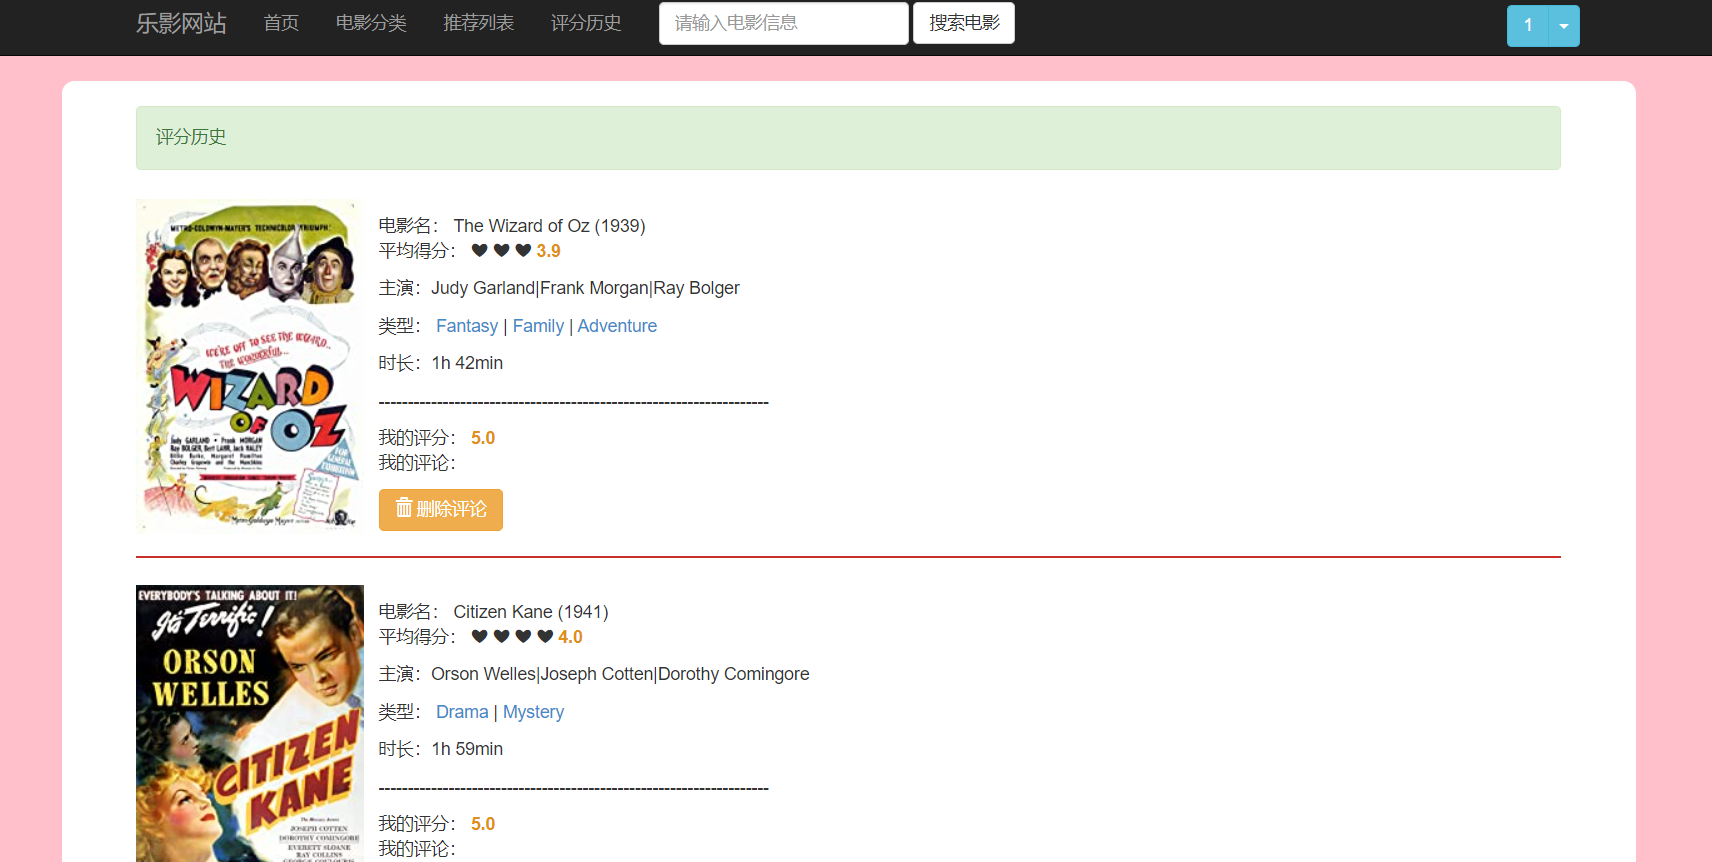 乐影网站 首页 电影分类 推荐列表 评分历史 请输入电影信息 搜索电影 1
评分历史
METRO-GOLDWYN-MAYER'S TECHNICOLOR TRIUMPH!
WE'RE OFF TO SEE THE WIZARD..
THE WONDERFUL...
WIZARD
OF OZ
Judy GARLAND • Frank MORGAN
Ray BOLGER, Bert LAHR, Jack HALEY
Billie Burke, Margaret Hamilton
Charley Grapewin and the Munchkins
电影名： The Wizard of Oz (1939)
平均得分： 3.9
主演：Judy Garland|Frank Morgan|Ray Bolger
类型： Fantasy | Family | Adventure
时长：1h 42min
-------------------------------------------------------------------
我的评分： 5.0
我的评论：
删除评论
EVERYBODY'S TALKING ABOUT IT!
It's Terrific!
ORSON
WELLES
CITIZEN
KANE
The Mercury Actors
JOSEPH COTTEN
DOROTHY COMINGORE
EVERETT SLOANE
RAY COLLINS
GEORGE COULOURIS
电影名： Citizen Kane (1941)
平均得分： 4.0
主演：Orson Welles|Joseph Cotten|Dorothy Comingore
类型： Drama | Mystery
时长：1h 59min
-------------------------------------------------------------------
我的评分： 5.0
我的评论：